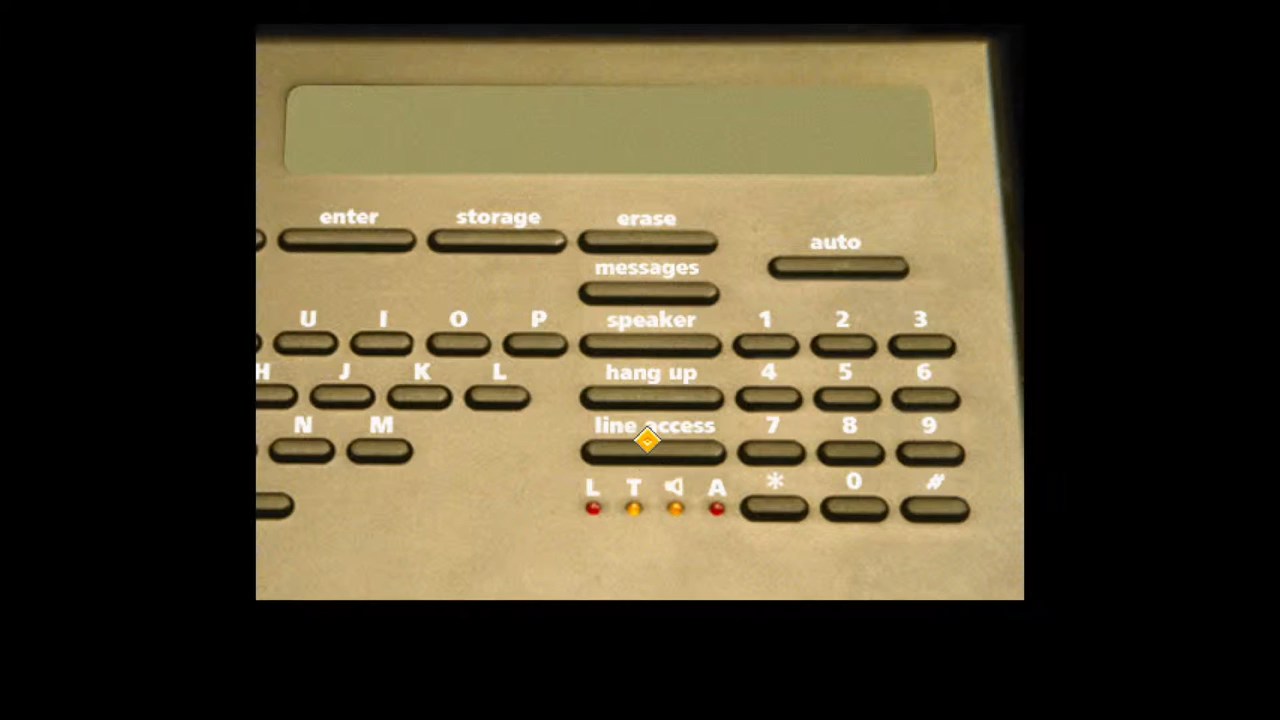 enter storage erase
auto
messages
U I O P speaker 1 2 3
H J K L hang up 4 5 6
N M line access 7 8 9
L T A * 0 #